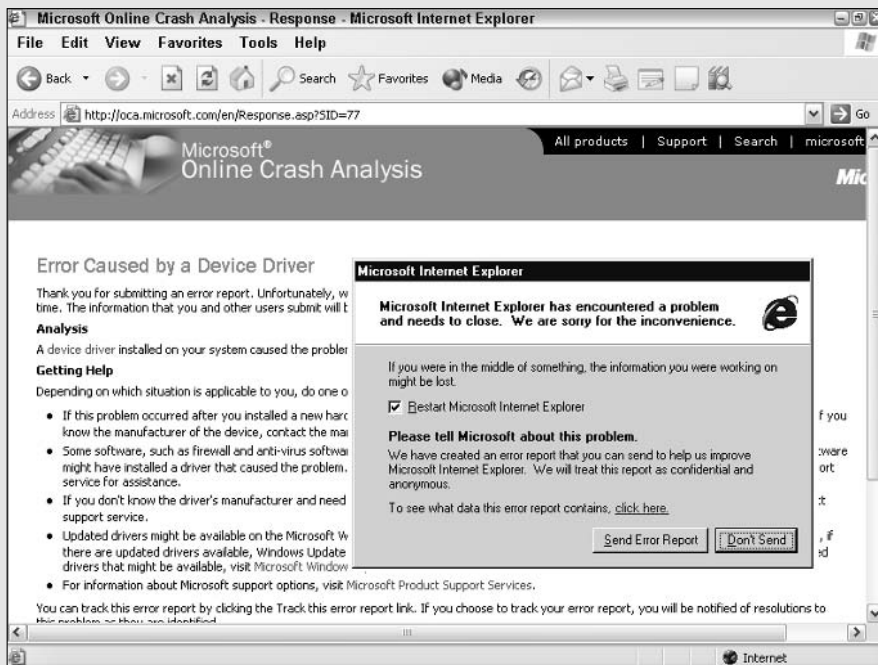 Microsoft Online Crash Analysis - Response - Microsoft Internet Explorer
File Edit View Favorites Tools Help
Back Search Favorites Media
Address http://oca.microsoft.com/en/Response.asp?SID=77 Go
All products | Support | Search | microsoft
Microsoft®
Online Crash Analysis
Mic
Error Caused by a Device Driver
Thank you for submitting an error report. Unfortunately, w
time. The information that you and other users submit will b
Analysis
A device driver installed on your system caused the probler
Getting Help
Depending on which situation is applicable to you, do one o
• If this problem occurred after you installed a new hard
f you
know the manufacturer of the device, contact the mar
• Some software, such as firewall and anti-virus softwar
ware
might have installed a driver that caused the problem.
ort
service for assistance.
• If you don't know the driver's manufacturer and need
ct
support service.
• Updated drivers might be available on the Microsoft W
, if
there are updated drivers available, Windows Update
ed
drivers that might be available, visit Microsoft Window
• For information about Microsoft support options, visit Microsoft Product Support Services.
You can track this error report by clicking the Track this error report link. If you choose to track your error report, you will be notified of resolutions to
this problem as they are identified.
Microsoft Internet Explorer
Microsoft Internet Explorer has encountered a problem
and needs to close. We are sorry for the inconvenience.
If you were in the middle of something, the information you were working on
might be lost.
Restart Microsoft Internet Explorer
Please tell Microsoft about this problem.
We have created an error report that you can send to help us improve
Microsoft Internet Explorer. We will treat this report as confidential and
anonymous.
To see what data this error report contains, click here.
Send Error Report Don't Send
Internet